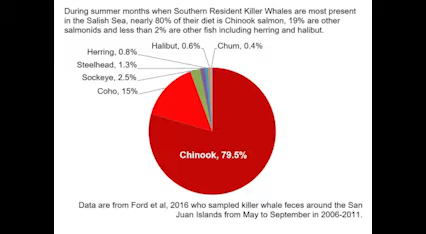 During summer months when Southern Resident Killer Whales are most present
in the Salish Sea, nearly 80% of their diet is Chinook salmon, 19% are other
salmonids and less than 2% are other fish including herring and halibut.
Halibut, 0.6%
Chum, 0.4%
Herring, 0.8%
Steelhead, 1.3%
Sockeye, 2.5%
Coho, 15%
Chinook, 79.5%
Data are from Ford et al, 2016 who sampled killer whale feces around the San
Juan Islands from May to September in 2006-2011.